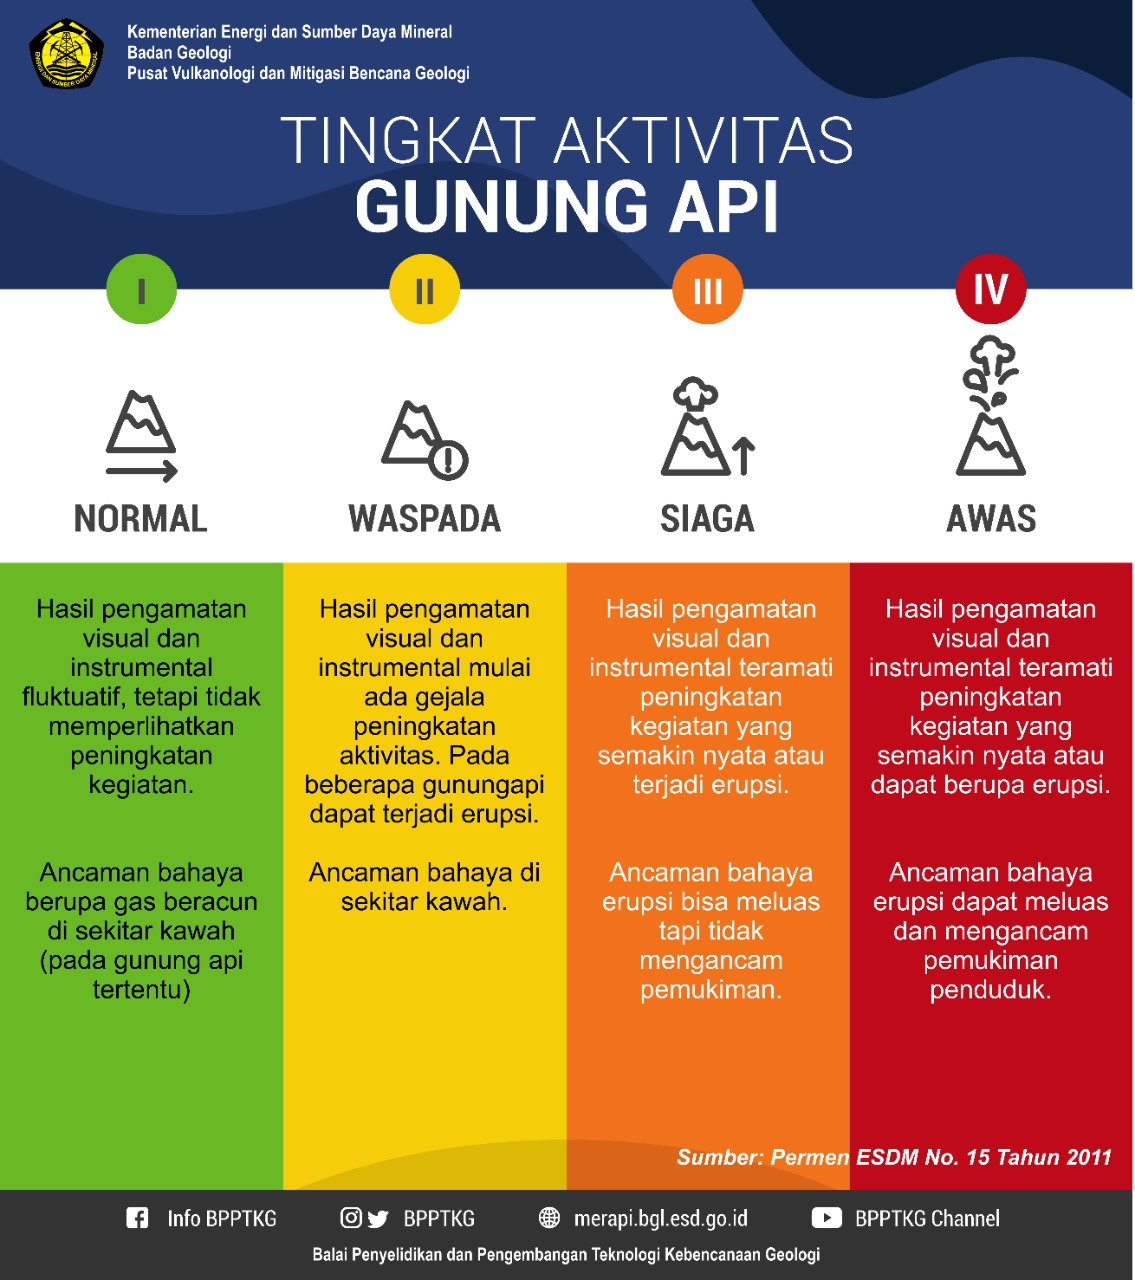 Kementerian Energi dan Sumber Daya Mineral
Badan Geologi
Pusat Vulkanologi dan Mitigasi Bencana Geologi
TINGKAT AKTIVITAS
GUNUNG API
I
II
III
IV
NORMAL
WASPADA
SIAGA
AWAS
Hasil pengamatan
visual dan
instrumental
fluktuatif, tetapi tidak
memperlihatkan
peningkatan
kegiatan.
Ancaman bahaya
berupa gas beracun
di sekitar kawah
(pada gunung api
tertentu)
Hasil pengamatan
visual dan
instrumental mulai
ada gejala
peningkatan
aktivitas. Pada
beberapa gunungapi
dapat terjadi erupsi.
Ancaman bahaya di
sekitar kawah.
Hasil pengamatan
visual dan
instrumental teramati
peningkatan
kegiatan yang
semakin nyata atau
terjadi erupsi.
Ancaman bahaya
erupsi bisa meluas
tapi tidak
mengancam
pemukiman.
Hasil pengamatan
visual dan
instrumental teramati
peningkatan
kegiatan yang
semakin nyata atau
dapat berupa erupsi.
Ancaman bahaya
erupsi dapat meluas
dan mengancam
pemukiman
penduduk.
Sumber: Permen ESDM No. 15 Tahun 2011
Info BPPTKG
BPPTKG
merapi.bgl.esd.go.id
BPPTKG Channel
Balai Penyelidikan dan Pengembangan Teknologi Kebencanaan Geologi